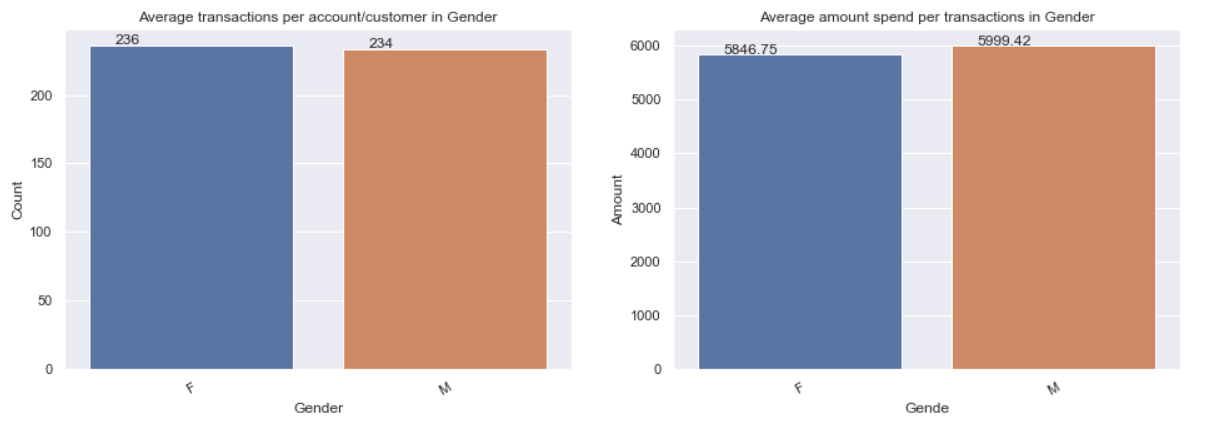 Average transactions per account/customer in Gender
236
234
200
150
100
50
0
Count
F
M
Gender
Average amount spend per transactions in Gender
5846.75
5999.42
6000
5000
4000
3000
2000
1000
0
Amount
F
M
Gende